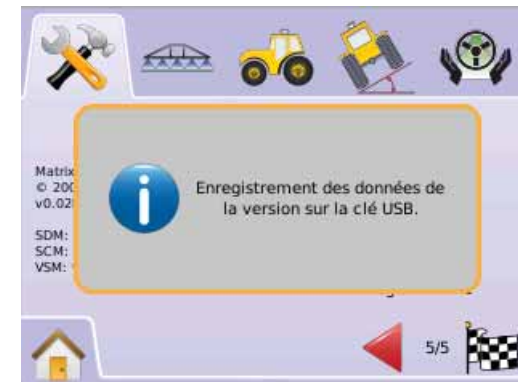 Matrix
© 200
v0.02
Enregistrement des données de
la version sur la clé USB.
SDM:
SCM:
VSM:
5/5